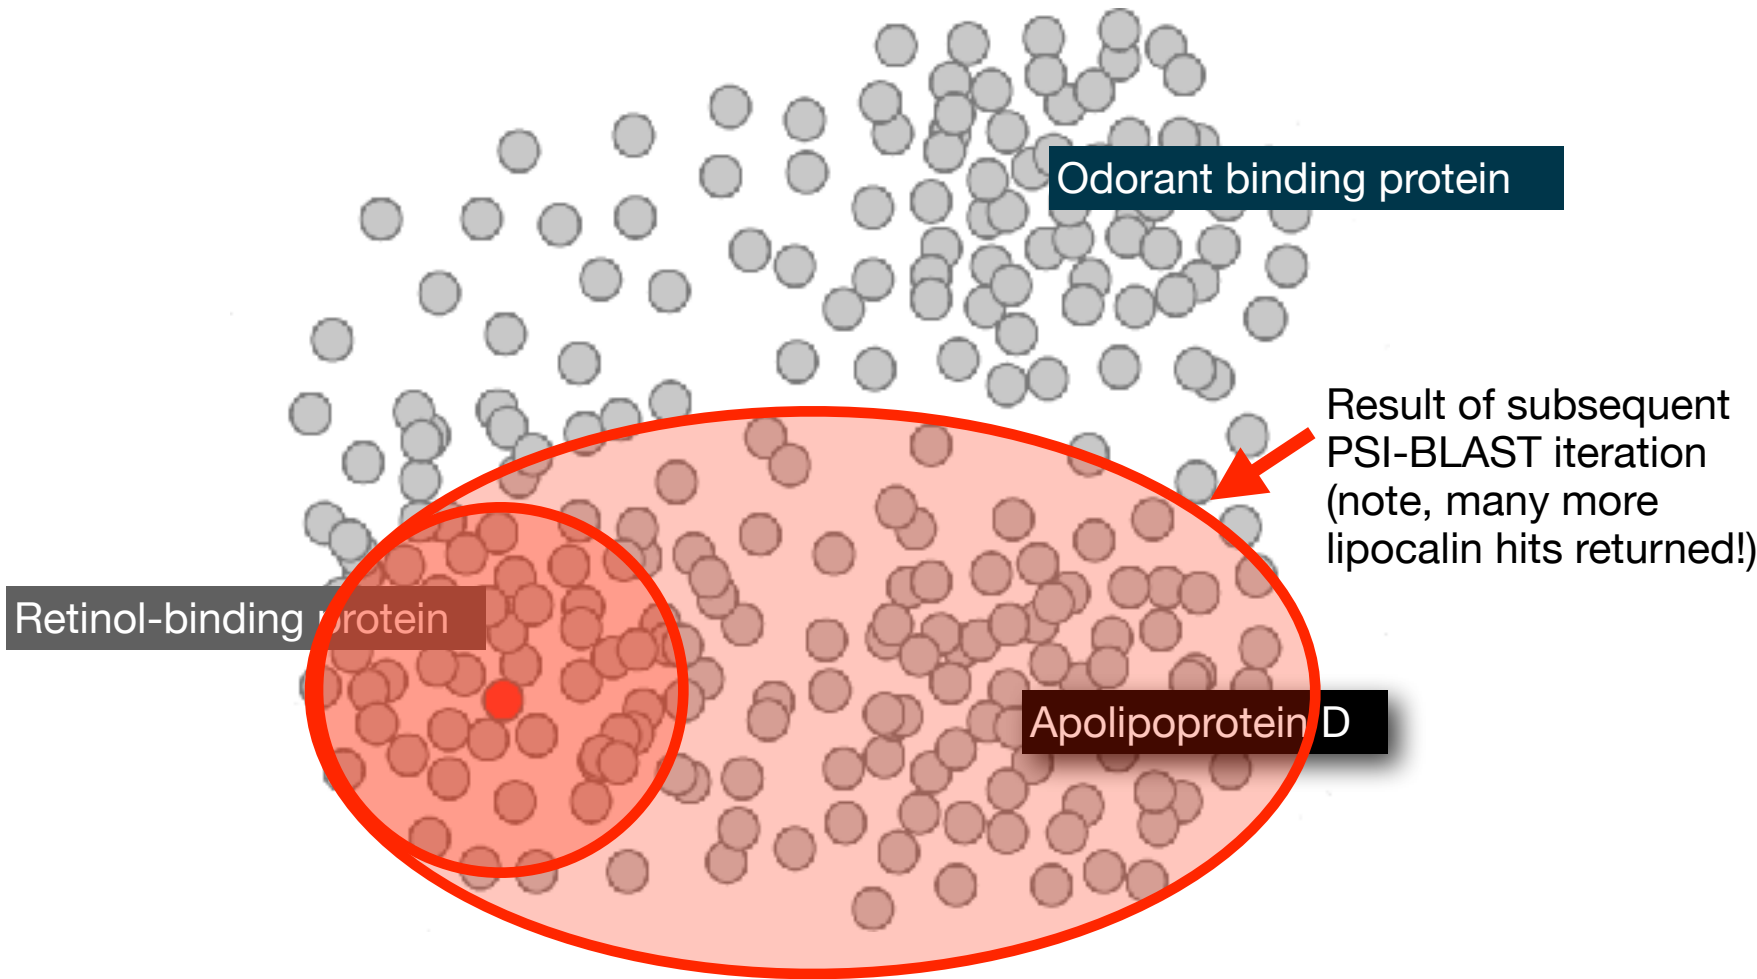 Odorant binding protein
Result of subsequent
PSI-BLAST iteration
(note, many more
lipocalin hits returned!)
Retinol-binding protein
Apolipoprotein D